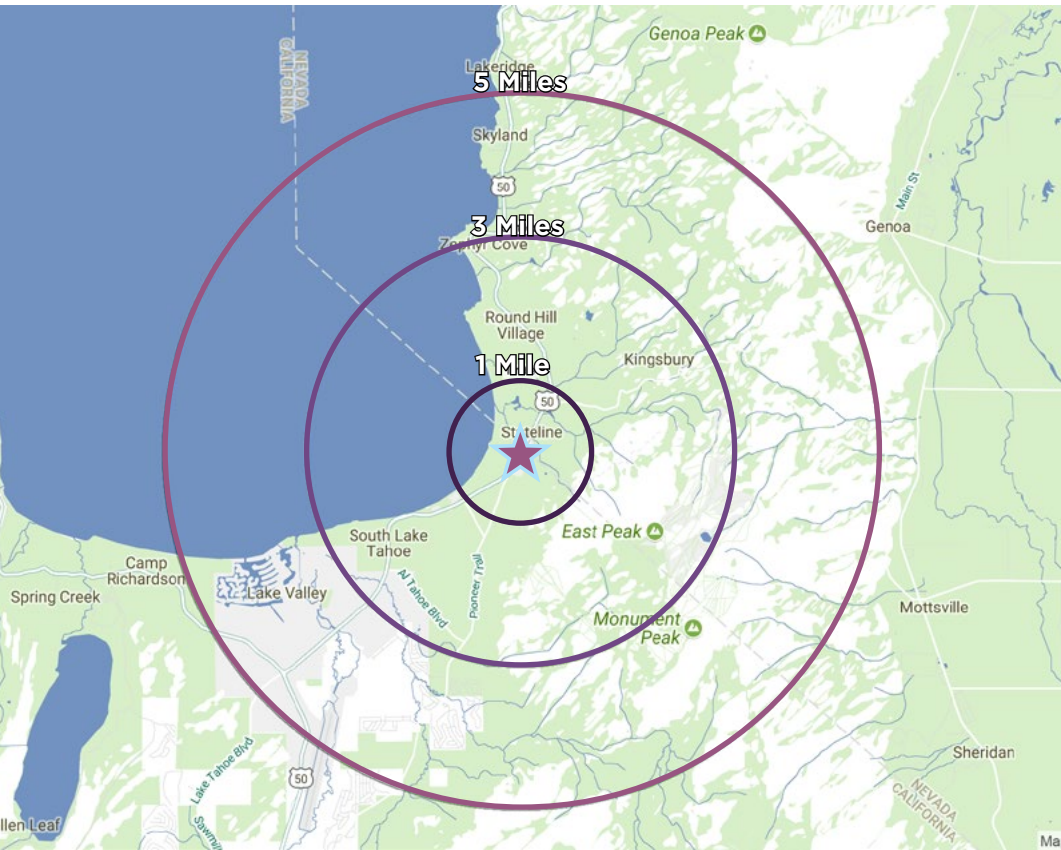 Genoa Peak
NEVADA
CALIFORNIA
Lakeridge
5 Miles
Skyland
50
Main St
Genoa
3 Miles
Zephyr Cove
Round Hill
Village
Kingsbury
1 Mile
50
Stateline
East Peak
South Lake
Tahoe
Camp
Richardson
Spring Creek
Lake Valley
Al Tahoe Blvd
Pioneer Trail
Mottsville
Monument
Peak
Lake Tahoe Blvd
50
Sheridan
NEVADA
CALIFORNIA
llen Leaf
Sawmi
Ma